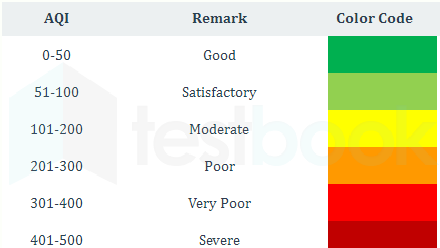 AQI Remark Color Code
0-50 Good
51-100 Satisfactory
101-200 Moderate
201-300 Poor
301-400 Very Poor
401-500 Severe
testbook